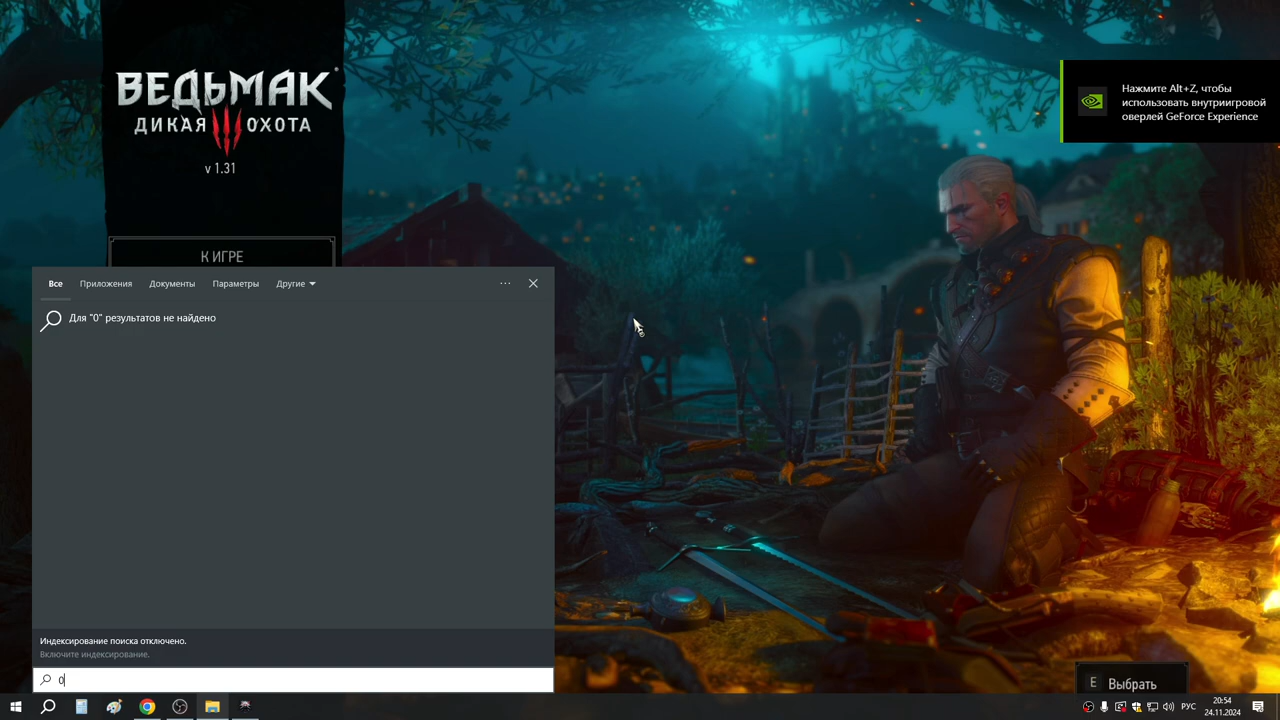 ВЕДЬМАК
ДИКАЯ III ОХОТА
v 1.31
К ИГРЕ
Нажмите Alt+Z, чтобы
использовать внутриигровой
оверлей GeForce Experience
Все Приложения Документы Параметры Другие
Для "0" результатов не найдено
Индексирование поиска отключено.
Включите индексирование.
0
E Выбрать
РУС
20:54
24.11.2024